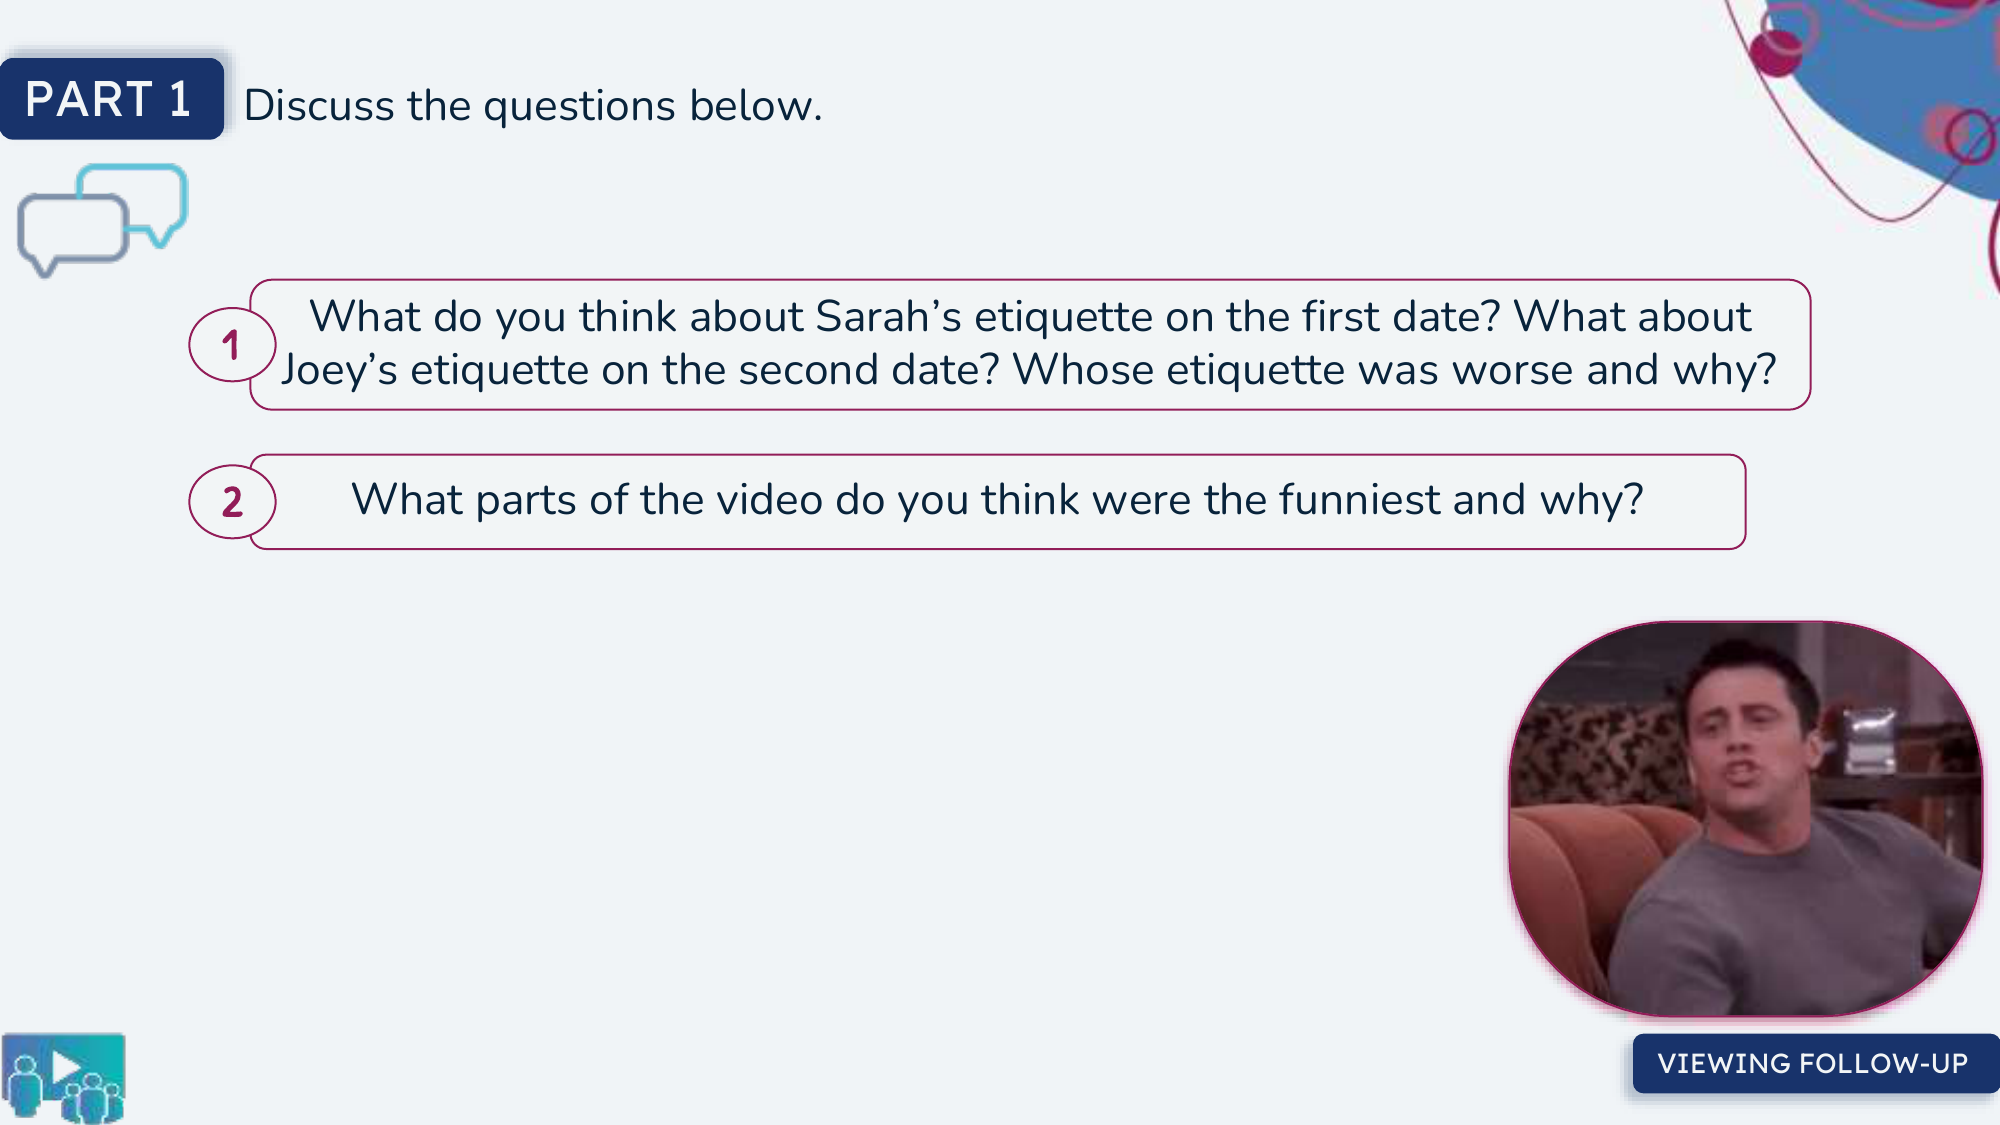 PART 1
Discuss the questions below.
1
What do you think about Sarah’s etiquette on the first date? What about
Joey’s etiquette on the second date? Whose etiquette was worse and why?
2
What parts of the video do you think were the funniest and why?
VIEWING FOLLOW-UP